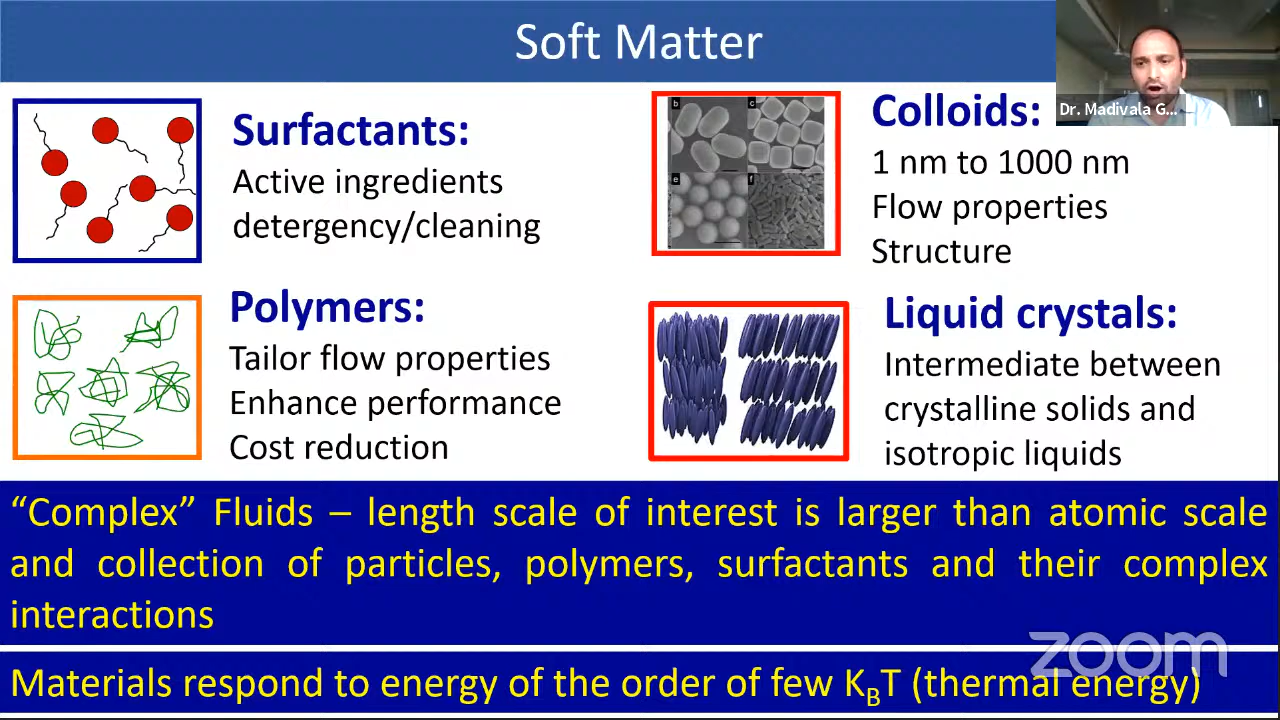 Soft Matter
Dr. Madivala G...
Surfactants:
Active ingredients
detergency/cleaning
b
c
e
f
Colloids:
1 nm to 1000 nm
Flow properties
Structure
Polymers:
Tailor flow properties
Enhance performance
Cost reduction
Liquid crystals:
Intermediate between
crystalline solids and
isotropic liquids
“Complex” Fluids – length scale of interest is larger than atomic scale
and collection of particles, polymers, surfactants and their complex
interactions
zoom
Materials respond to energy of the order of few KBT (thermal energy)